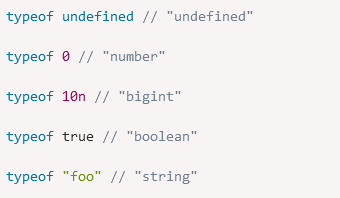 typeof undefined // "undefined"
typeof 0 // "number"
typeof 10n // "bigint"
typeof true // "boolean"
typeof "foo" // "string"